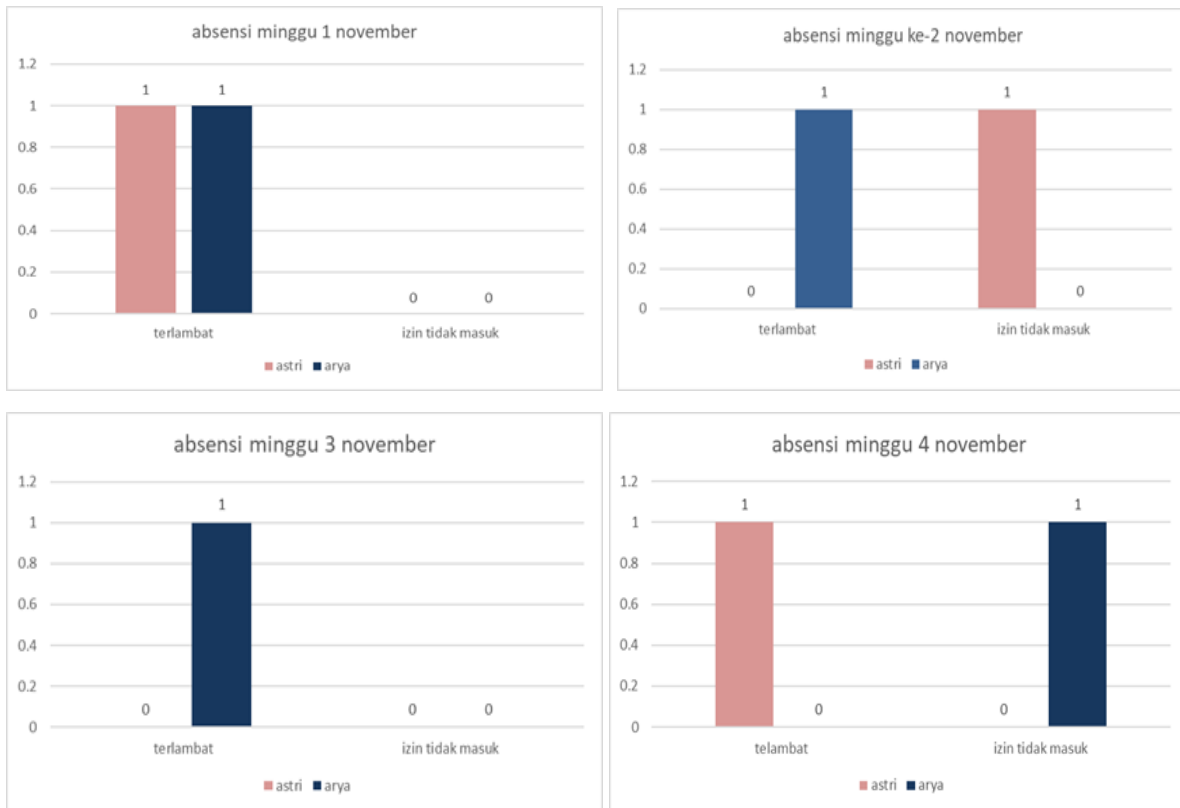 absensi minggu 1 november
1.2
1
0.8
0.6
0.4
0.2
0
1 1
0 0
terlambat izin tidak masuk
astri arya
absensi minggu ke-2 november
1.2
1
0.8
0.6
0.4
0.2
0
0 1 1 0
terlambat izin tidak masuk
astri arya
absensi minggu 3 november
1.2
1
0.8
0.6
0.4
0.2
0
0 1 0 0
terlambat izin tidak masuk
astri arya
absensi minggu 4 november
1.2
1
0.8
0.6
0.4
0.2
0
1 0 0 1
telambat izin tidak masuk
astri arya